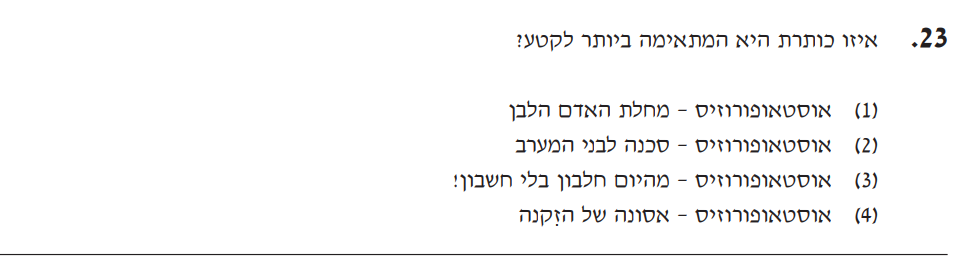 23. איזו כותרת היא המתאימה ביותר לקטע?
(1) אוסטאופורוזיס - מחלת האדם הלבן
(2) אוסטאופורוזיס - סכנה לבני המערב
(3) אוסטאופורוזיס - מהיום חלבון בלי חשבון!
(4) אוסטאופורוזיס - אסונה של הזִקנה